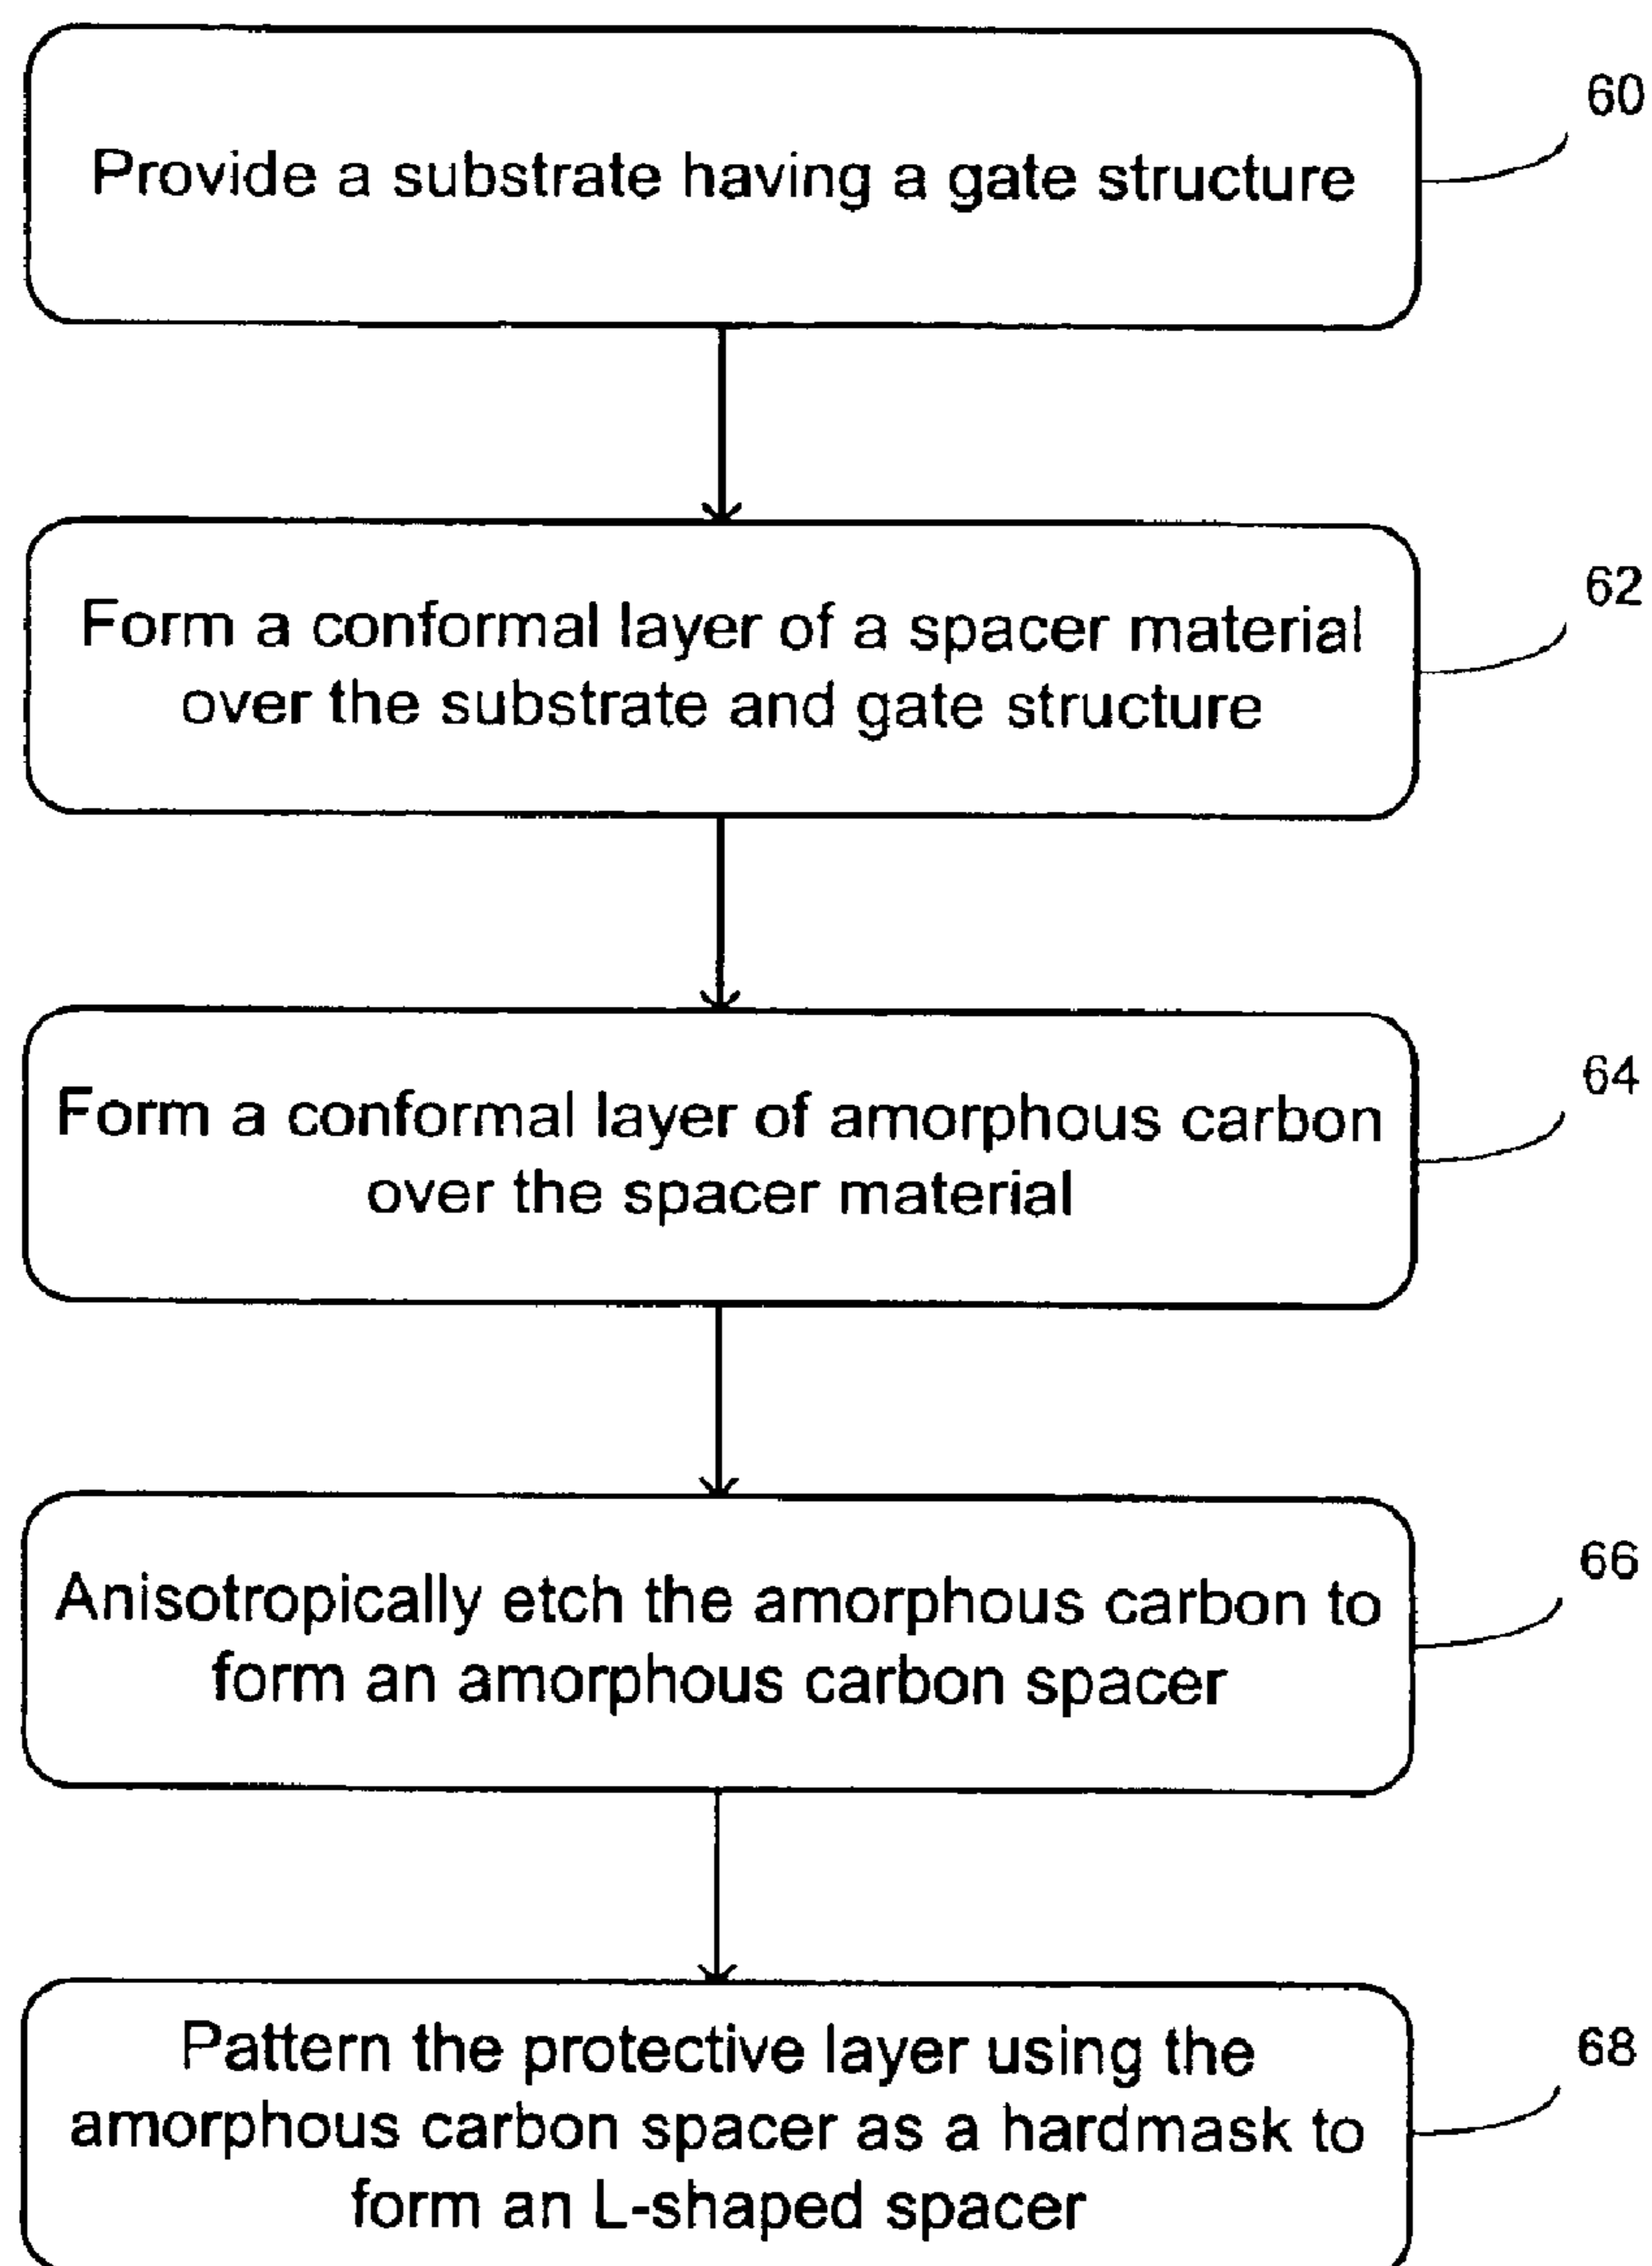 Provide a substrate having a gate structure
60
Form a conformal layer of a spacer material
over the substrate and gate structure
62
Form a conformal layer of amorphous carbon
over the spacer material
64
Anisotropically etch the amorphous carbon to
form an amorphous carbon spacer
66
Pattern the protective layer using the
amorphous carbon spacer as a hardmask to
form an L-shaped spacer
68